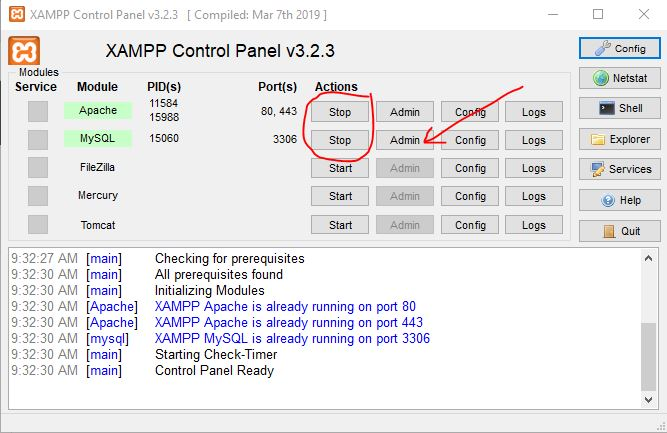 XAMPP Control Panel v3.2.3 [ Compiled: Mar 7th 2019 ]
XAMPP Control Panel v3.2.3
Config
Modules
Service Module PID(s) Port(s) Actions
Netstat
Apache 11584 15988 80, 443 Stop Admin Config Logs
Shell
MySQL 15060 3306 Stop Admin Config Logs
Explorer
FileZilla Start Admin Config Logs
Services
Mercury Start Admin Config Logs
Help
Tomcat Start Admin Config Logs
Quit
9:32:27 AM [main] Checking for prerequisites
9:32:30 AM [main] All prerequisites found
9:32:30 AM [main] Initializing Modules
9:32:30 AM [Apache] XAMPP Apache is already running on port 80
9:32:30 AM [Apache] XAMPP Apache is already running on port 443
9:32:30 AM [mysql] XAMPP MySQL is already running on port 3306
9:32:30 AM [main] Starting Check-Timer
9:32:30 AM [main] Control Panel Ready